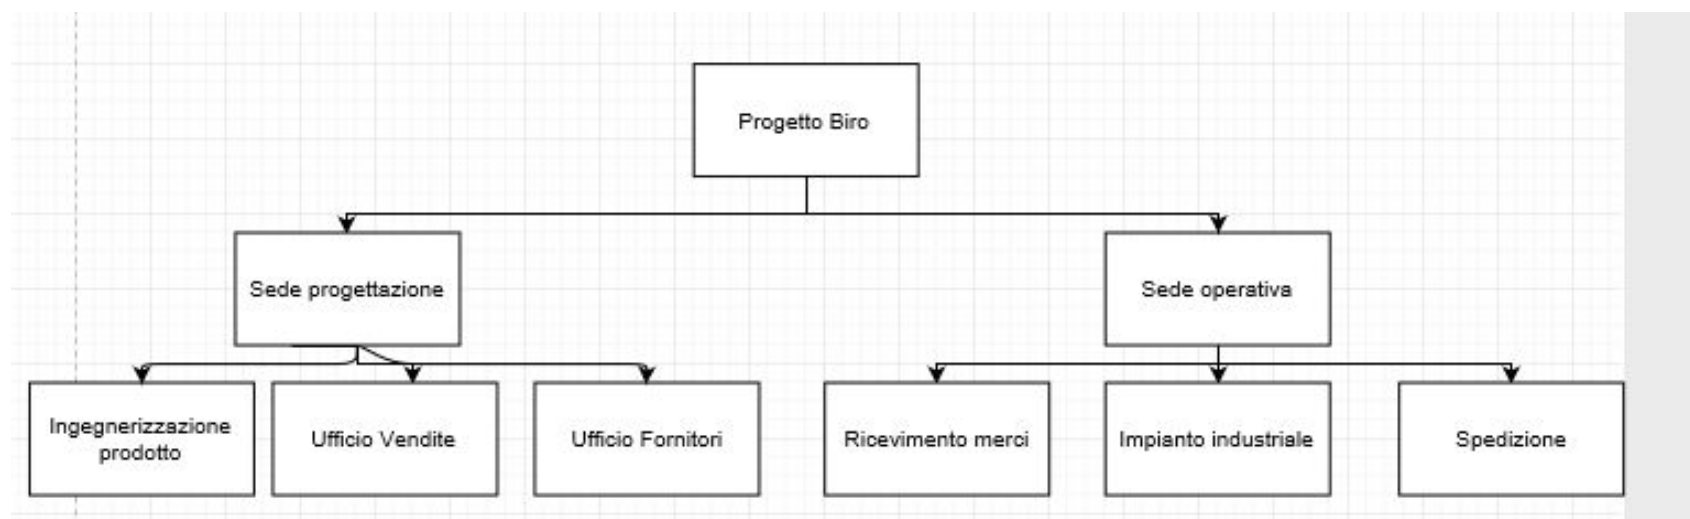 Progetto Biro
Sede progettazione
Sede operativa
Ingegnerizzazione
prodotto
Ufficio Vendite
Ufficio Fornitori
Ricevimento merci
Impianto industriale
Spedizione